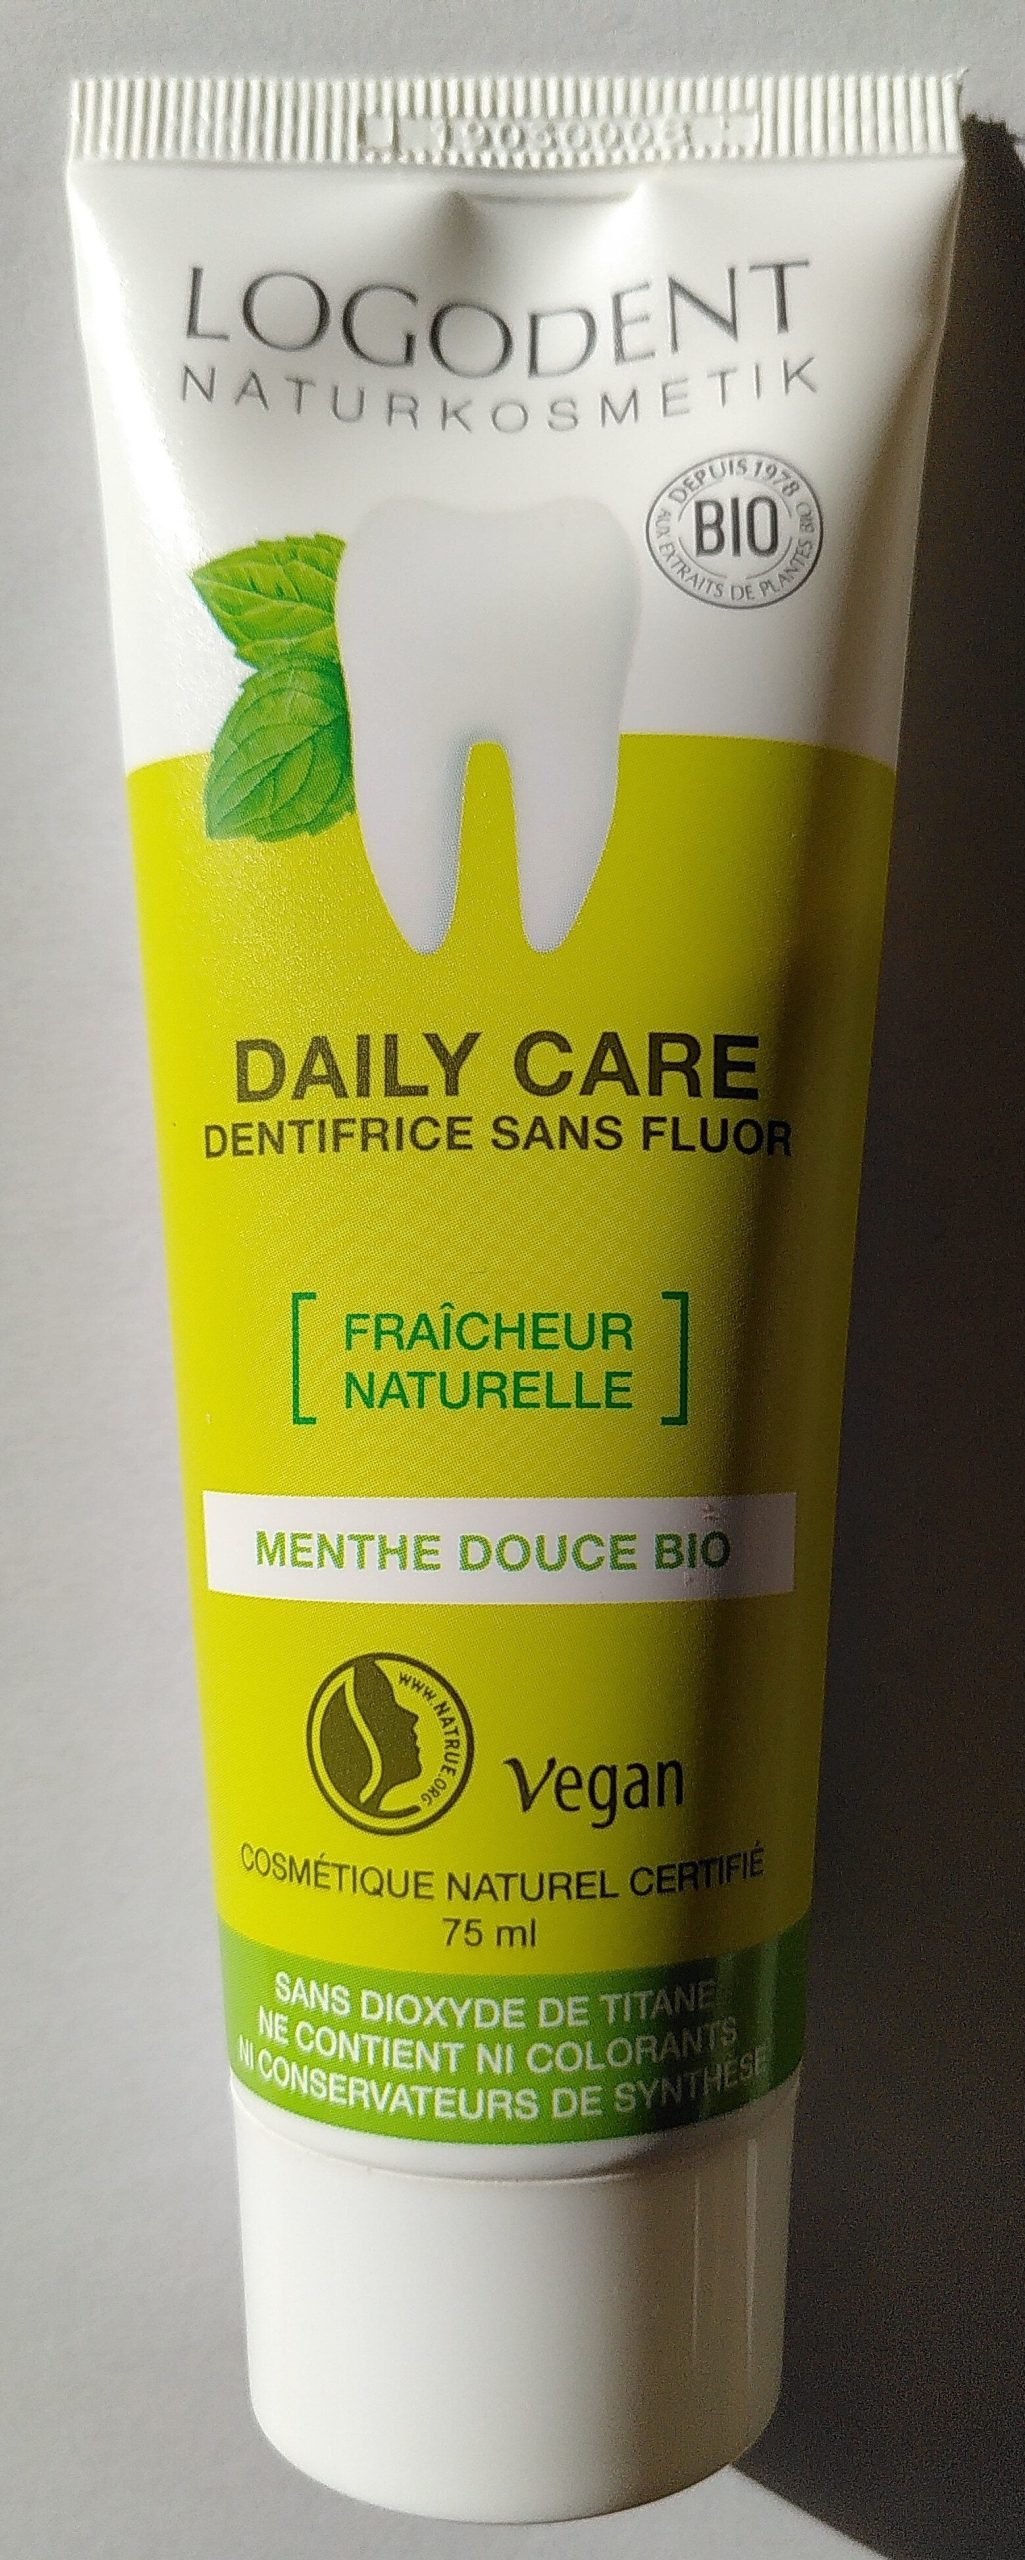 19030008
LOGODENT
NATURKOSMETIK
DEPUIS 1978
BIO
AUX EXTRAITS DE PLANTES BIO
DAILY CARE
DENTIFRICE SANS FLUOR
FRAÎCHEUR
NATURELLE
MENTHE DOUCE BIO
WWW.NATRUE.ORG
Vegan
COSMÉTIQUE NATUREL CERTIFIÉ
75 ml
SANS DIOXYDE DE TITANE
NE CONTIENT NI COLORANTS
NI CONSERVATEURS DE SYNTHÈSE